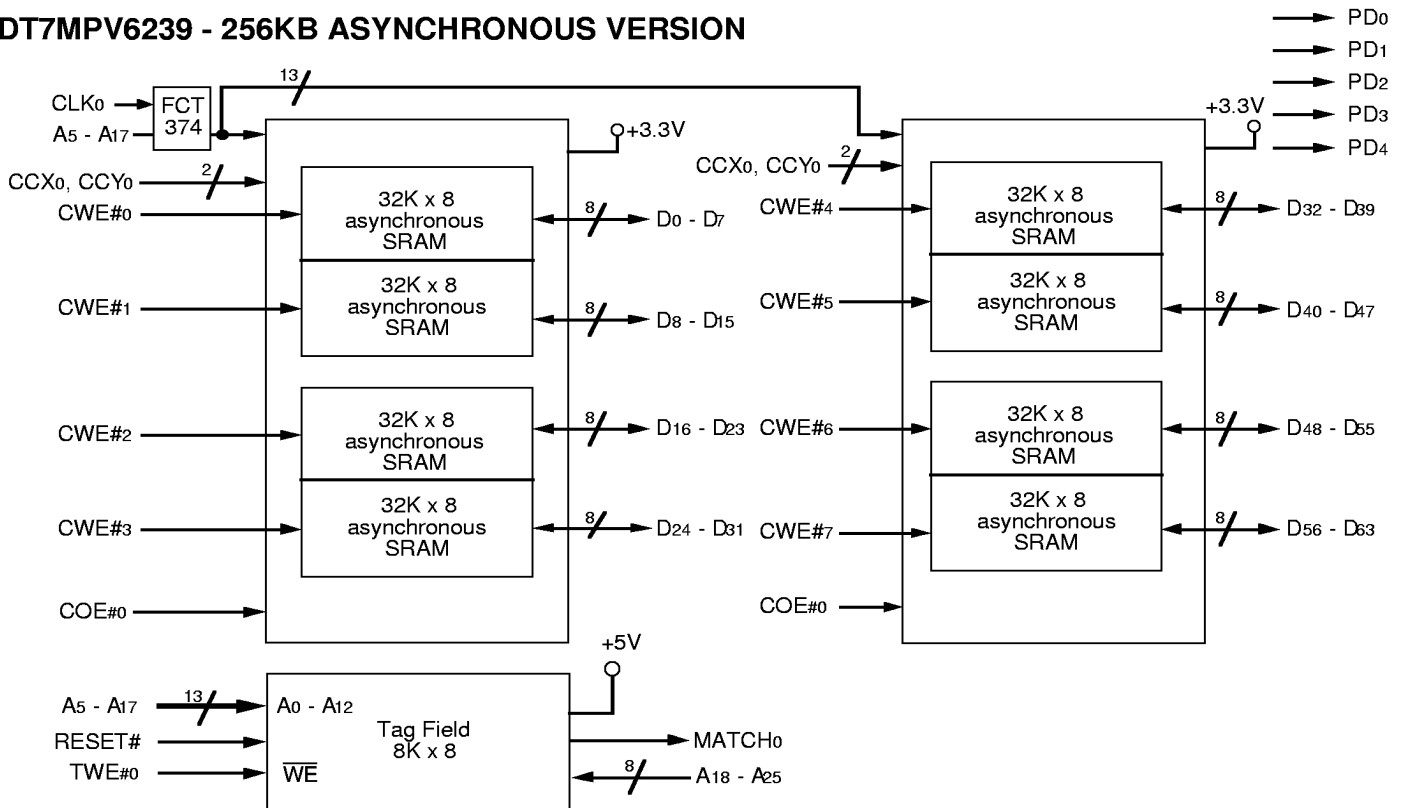 DT7MPV6239 - 256KB ASYNCHRONOUS VERSION
PD0
PD1
PD2
PD3
PD4
CLK0
A5 - A17
FCT
374
13
+3.3V
+3.3V
CCX0, CCY0
2
CWE#0
CWE#1
CWE#2
CWE#3
COE#0
32K x 8
asynchronous
SRAM
32K x 8
asynchronous
SRAM
32K x 8
asynchronous
SRAM
32K x 8
asynchronous
SRAM
8
D0 - D7
8
D8 - D15
8
D16 - D23
8
D24 - D31
CCX0, CCY0
2
CWE#4
CWE#5
CWE#6
CWE#7
COE#0
32K x 8
asynchronous
SRAM
32K x 8
asynchronous
SRAM
32K x 8
asynchronous
SRAM
32K x 8
asynchronous
SRAM
8
D32 - D39
8
D40 - D47
8
D48 - D55
8
D56 - D63
+5V
A5 - A17
13
A0 - A12
RESET#
TWE#0
WE
Tag Field
8K x 8
MATCH0
8
A18 - A25